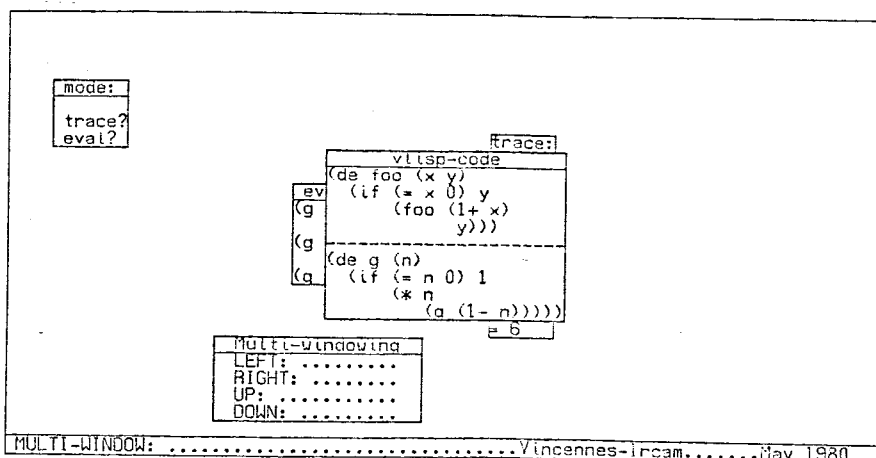 mode:
trace?
eval?
trace:
vlisp-code
(de foo (x y)
(if (= x 0) y
(foo (1+ x)
y)))
(de g (n)
(if (= n 0) 1
(* n
(g (1- n)))))
ev
(g
(g
(g
= 6
Multi-windowing
LEFT: .........
RIGHT: ........
UP: ...........
DOWN: .........
MULTI-WINDOW: ................................Vincennes-Ircam.......May 1980